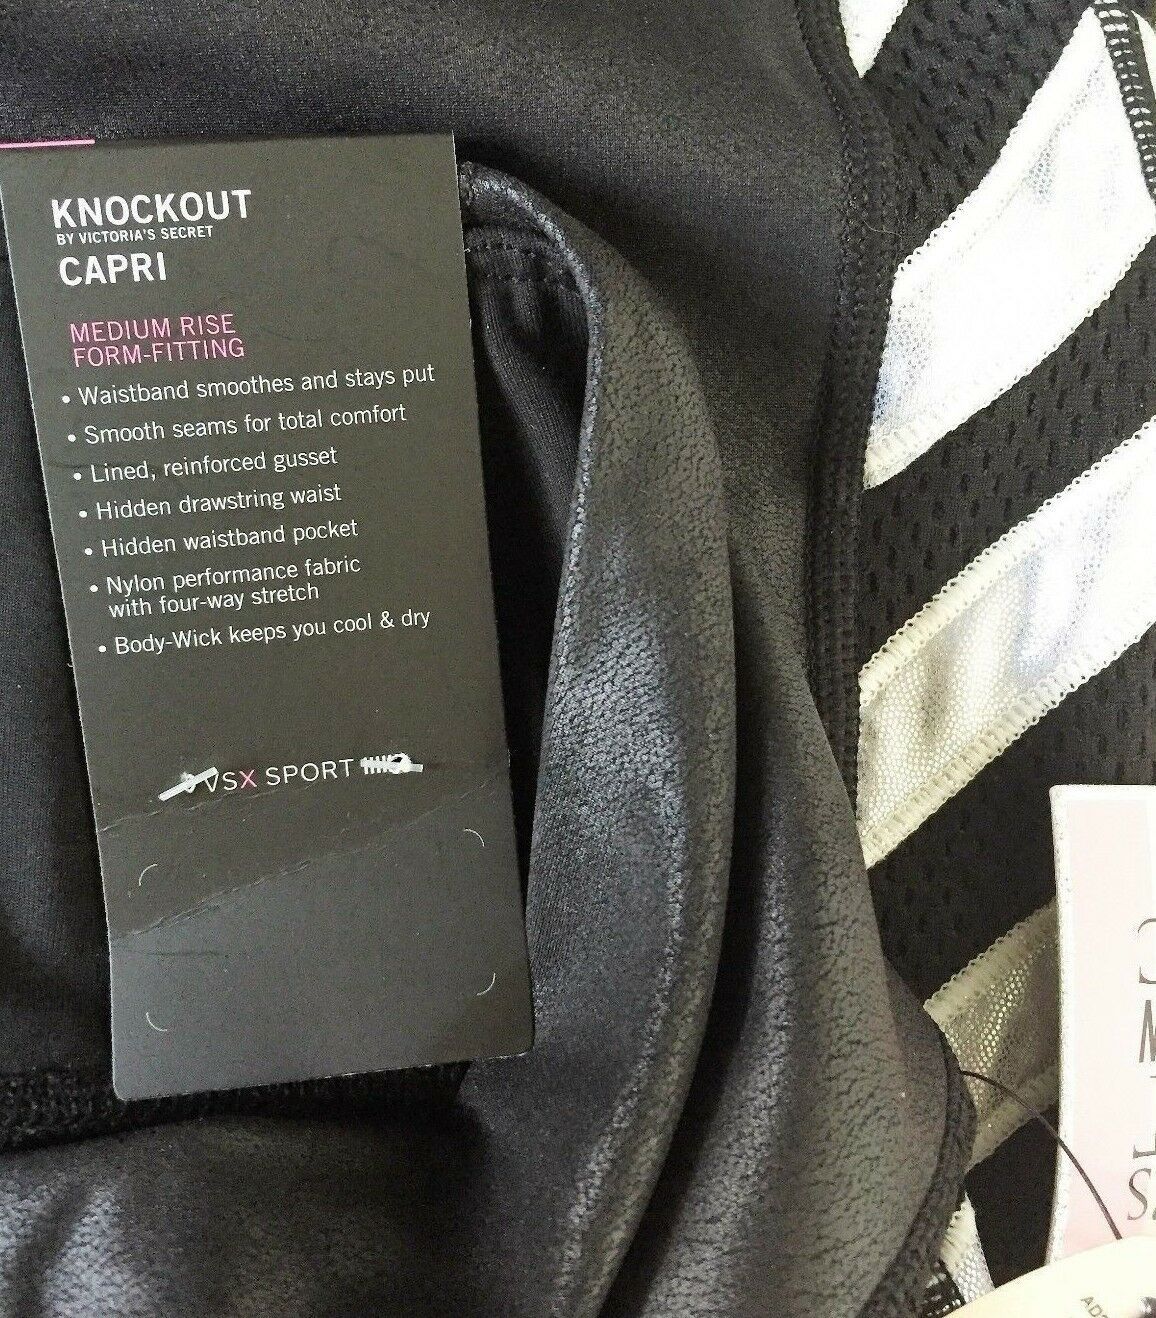 KNOCKOUT
BY VICTORIA'S SECRET
CAPRI
MEDIUM RISE
FORM-FITTING
• Waistband smoothes and stays put
• Smooth seams for total comfort
• Lined, reinforced gusset
• Hidden drawstring waist
• Hidden waistband pocket
• Nylon performance fabric
with four-way stretch
• Body-Wick keeps you cool & dry
VSX SPORT